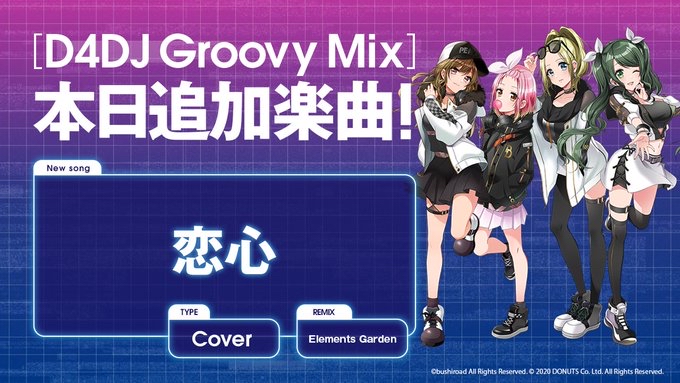 [D4DJ Groovy Mix]
本日追加楽曲!
New song
恋心
TYPE
Cover
REMIX
Elements Garden
©bushiroad All Rights Reserved. © 2020 DONUTS Co. Ltd. All Rights Reserved.